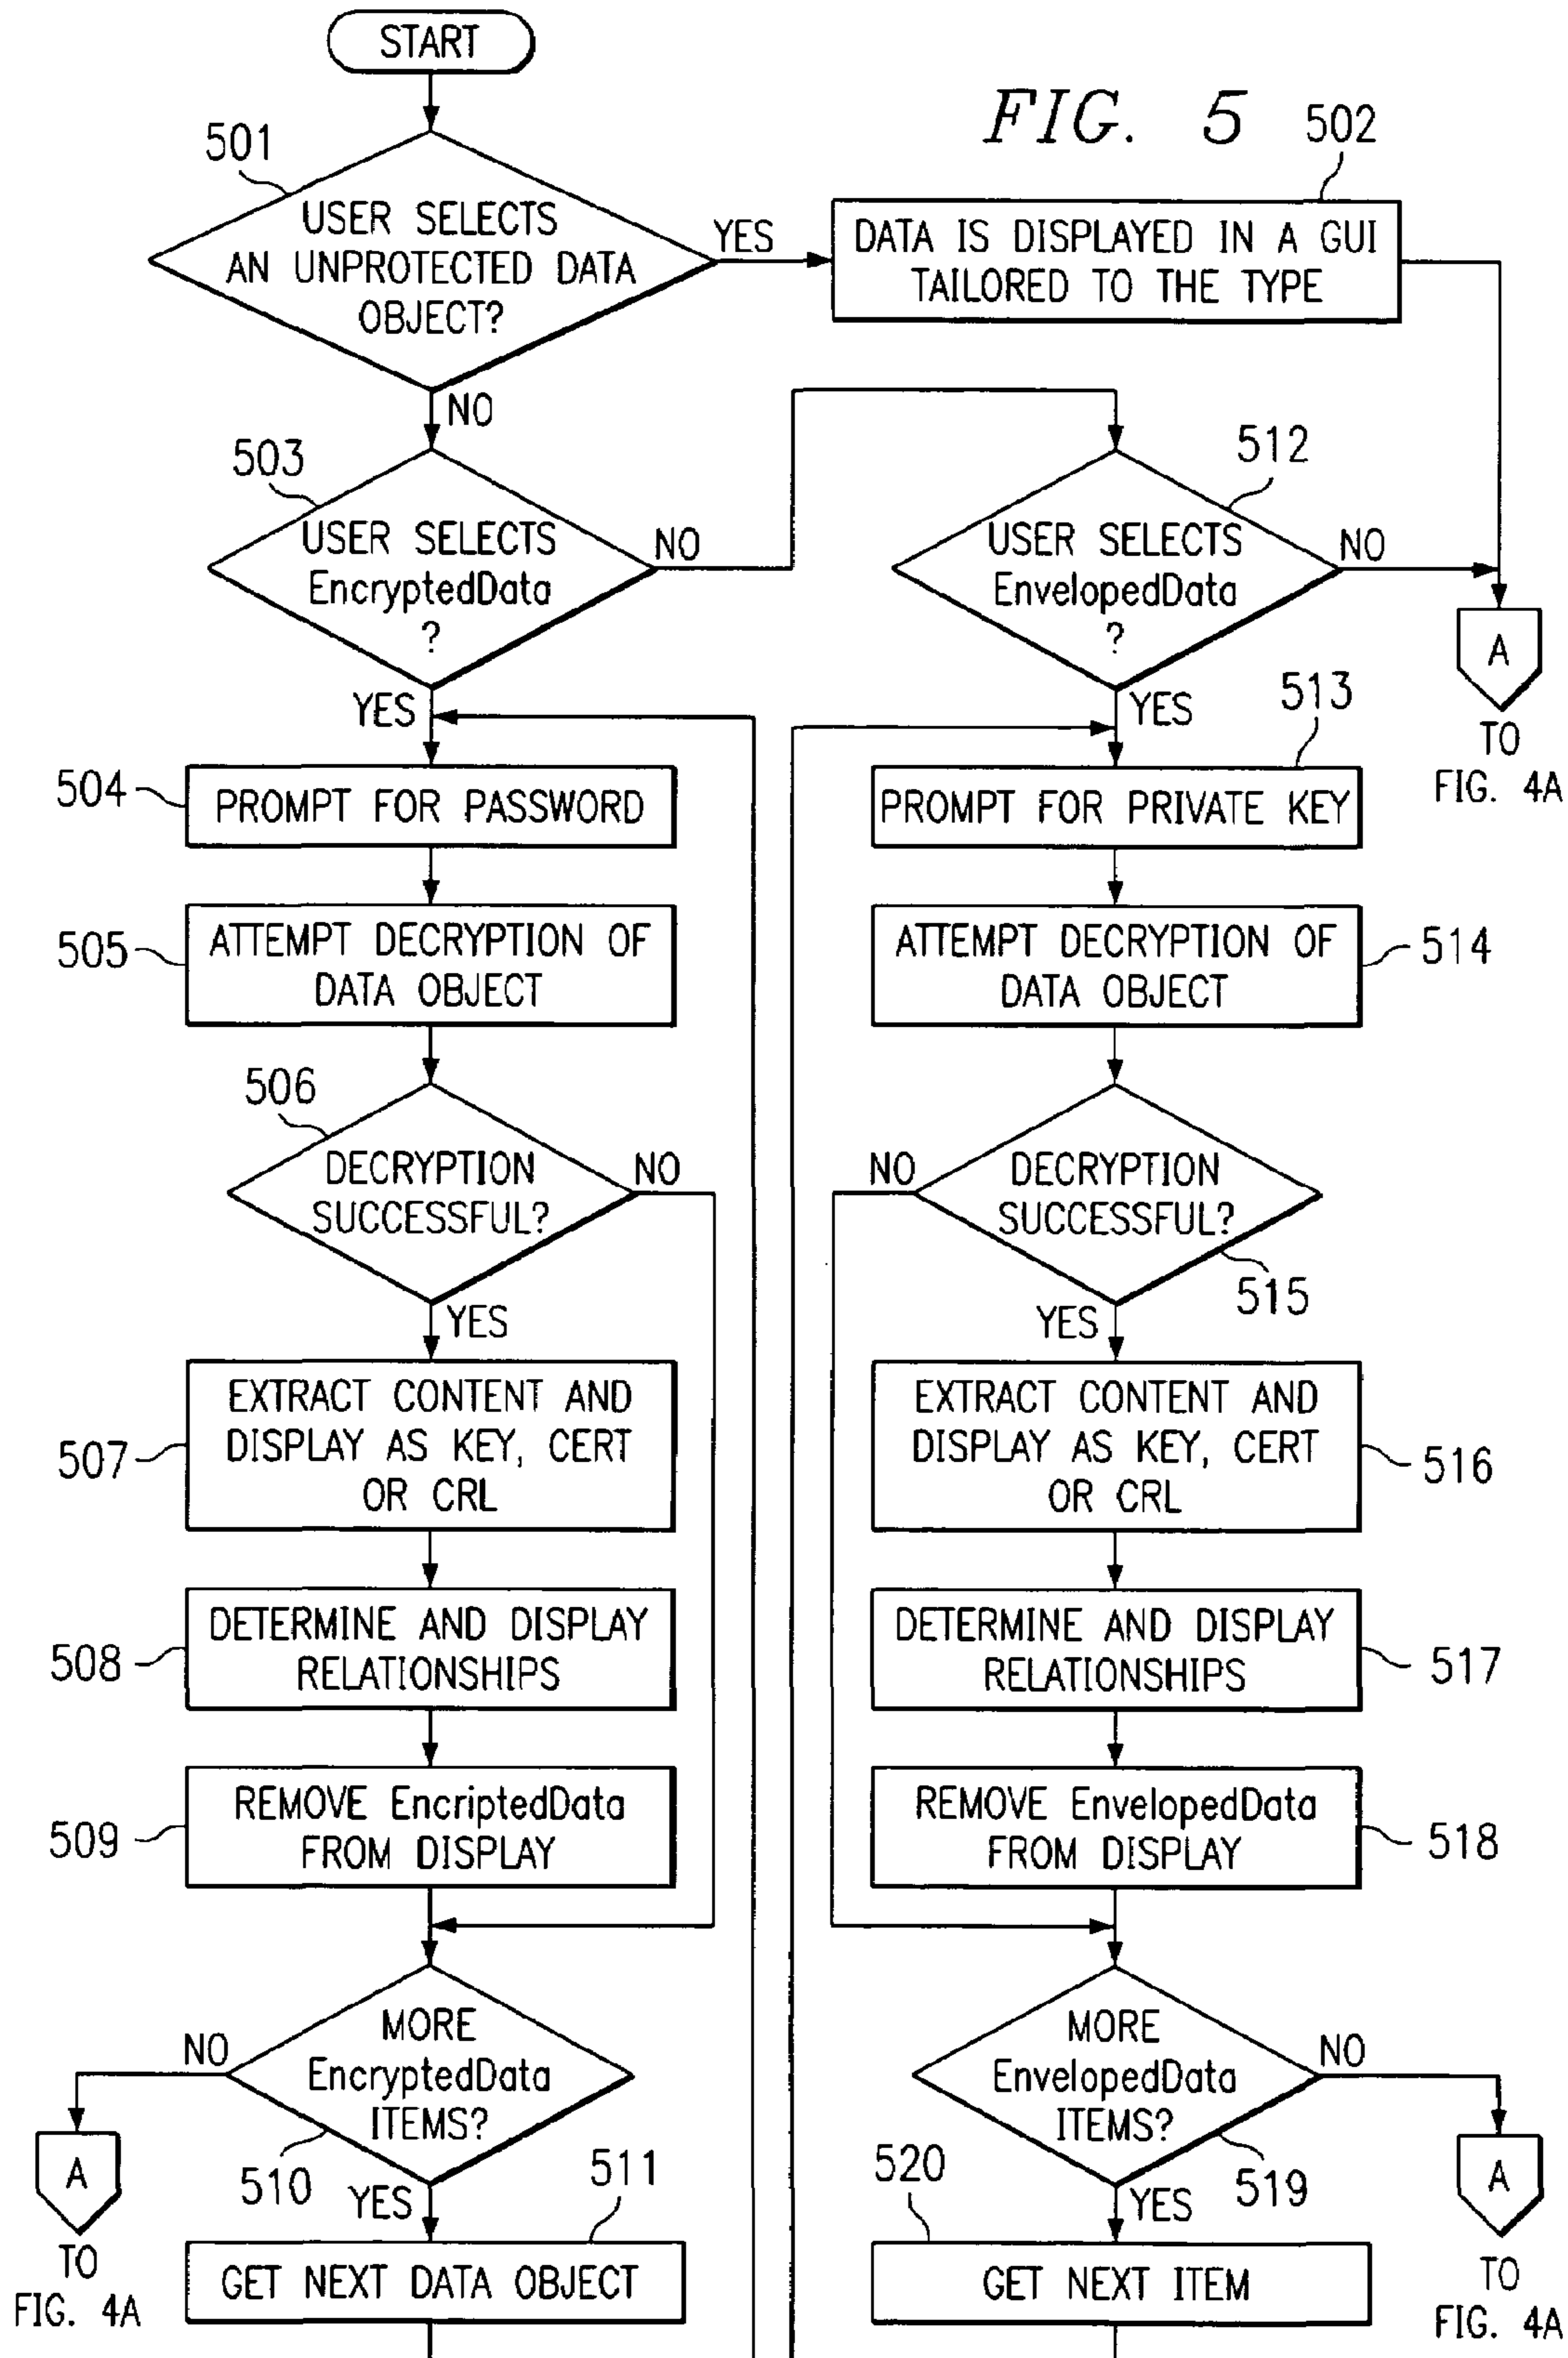 START
FIG. 5
501
502
USER SELECTS
AN UNPROTECTED DATA
OBJECT?
YES
DATA IS DISPLAYED IN A GUI
TAILORED TO THE TYPE
NO
503
USER SELECTS
EncryptedData
?
NO
512
USER SELECTS
EnvelopedData
?
NO
A
TO
FIG. 4A
YES
YES
513
504
PROMPT FOR PASSWORD
PROMPT FOR PRIVATE KEY
505
ATTEMPT DECRYPTION OF
DATA OBJECT
ATTEMPT DECRYPTION OF
DATA OBJECT
514
506
DECRYPTION
SUCCESSFUL?
NO
NO
DECRYPTION
SUCCESSFUL?
515
YES
YES
507
EXTRACT CONTENT AND
DISPLAY AS KEY, CERT
OR CRL
EXTRACT CONTENT AND
DISPLAY AS KEY, CERT
OR CRL
516
508
DETERMINE AND DISPLAY
RELATIONSHIPS
DETERMINE AND DISPLAY
RELATIONSHIPS
517
509
REMOVE EncriptedData
FROM DISPLAY
REMOVE EnvelopedData
FROM DISPLAY
518
NO
MORE
EncryptedData
ITEMS?
510
MORE
EnvelopedData
ITEMS?
NO
519
A
TO
FIG. 4A
YES
511
520
YES
A
TO
FIG. 4A
GET NEXT DATA OBJECT
GET NEXT ITEM